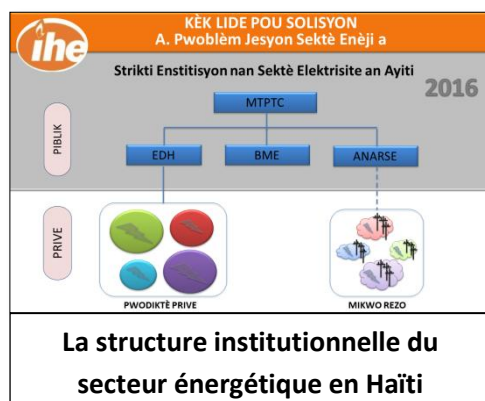 ihe
KÈK LIDE POU SOLISYON
A. Pwoblèm Jesyon Sektè Enèji a
Strikti Enstitisyon nan Sektè Elektrisite an Ayiti
2016
MTPTC
PIBLIK
EDH
BME
ANARSE
PRIVE
PWODIKTÈ PRIVE
MIKWO REZO
La structure institutionnelle du
secteur énergétique en Haïti